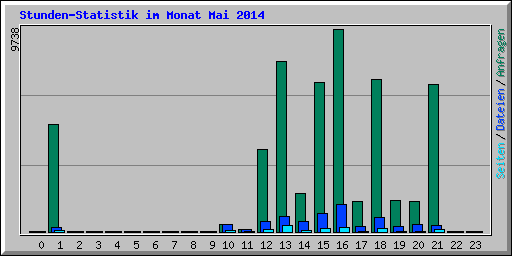 Stunden-Statistik im Monat Mai 2014
9738
Seiten / Dateien / Anfragen
0 1 2 3 4 5 6 7 8 9 10 11 12 13 14 15 16 17 18 19 20 21 22 23